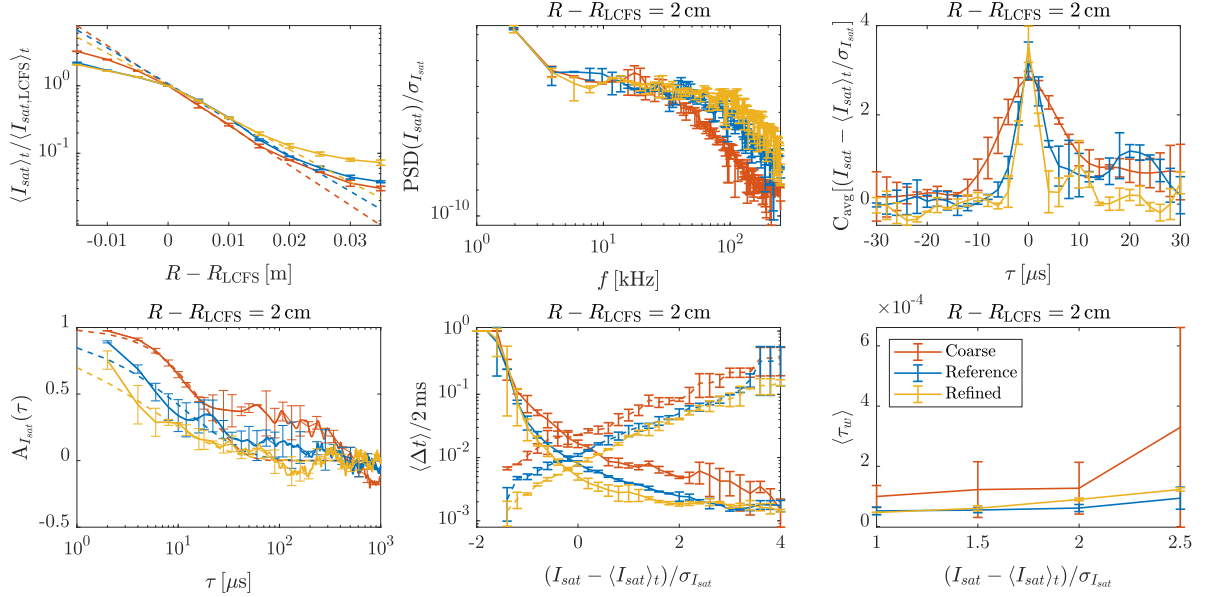 ⟨I_sat⟩_t/⟨I_sat,LCFS⟩_t
10^0
10^-1
-0.01 0 0.01 0.02 0.03
R − R_LCFS [m]
R − R_LCFS = 2 cm
PSD(I_sat)/σ_I_sat
10^-10
10^0 10^1 10^2
f [kHz]
R − R_LCFS = 2 cm
C_avg[(I_sat − ⟨I_sat⟩_t/σ_I_sat
4
2
0
-30 -20 -10 0 10 20 30
τ [μs]
R − R_LCFS = 2 cm
A_I_sat(τ)
1
0.5
0
-0.5
10^0 10^1 10^2 10^3
τ [μs]
R − R_LCFS = 2 cm
⟨Δt⟩/2 ms
10^0
10^-1
10^-2
10^-3
-2 0 2 4
(I_sat − ⟨I_sat⟩_t)/σ_I_sat
×10^-4
R − R_LCFS = 2 cm
⟨τ_w⟩
6
4
2
0
Coarse
Reference
Refined
1 1.5 2 2.5
(I_sat − ⟨I_sat⟩_t)/σ_I_sat